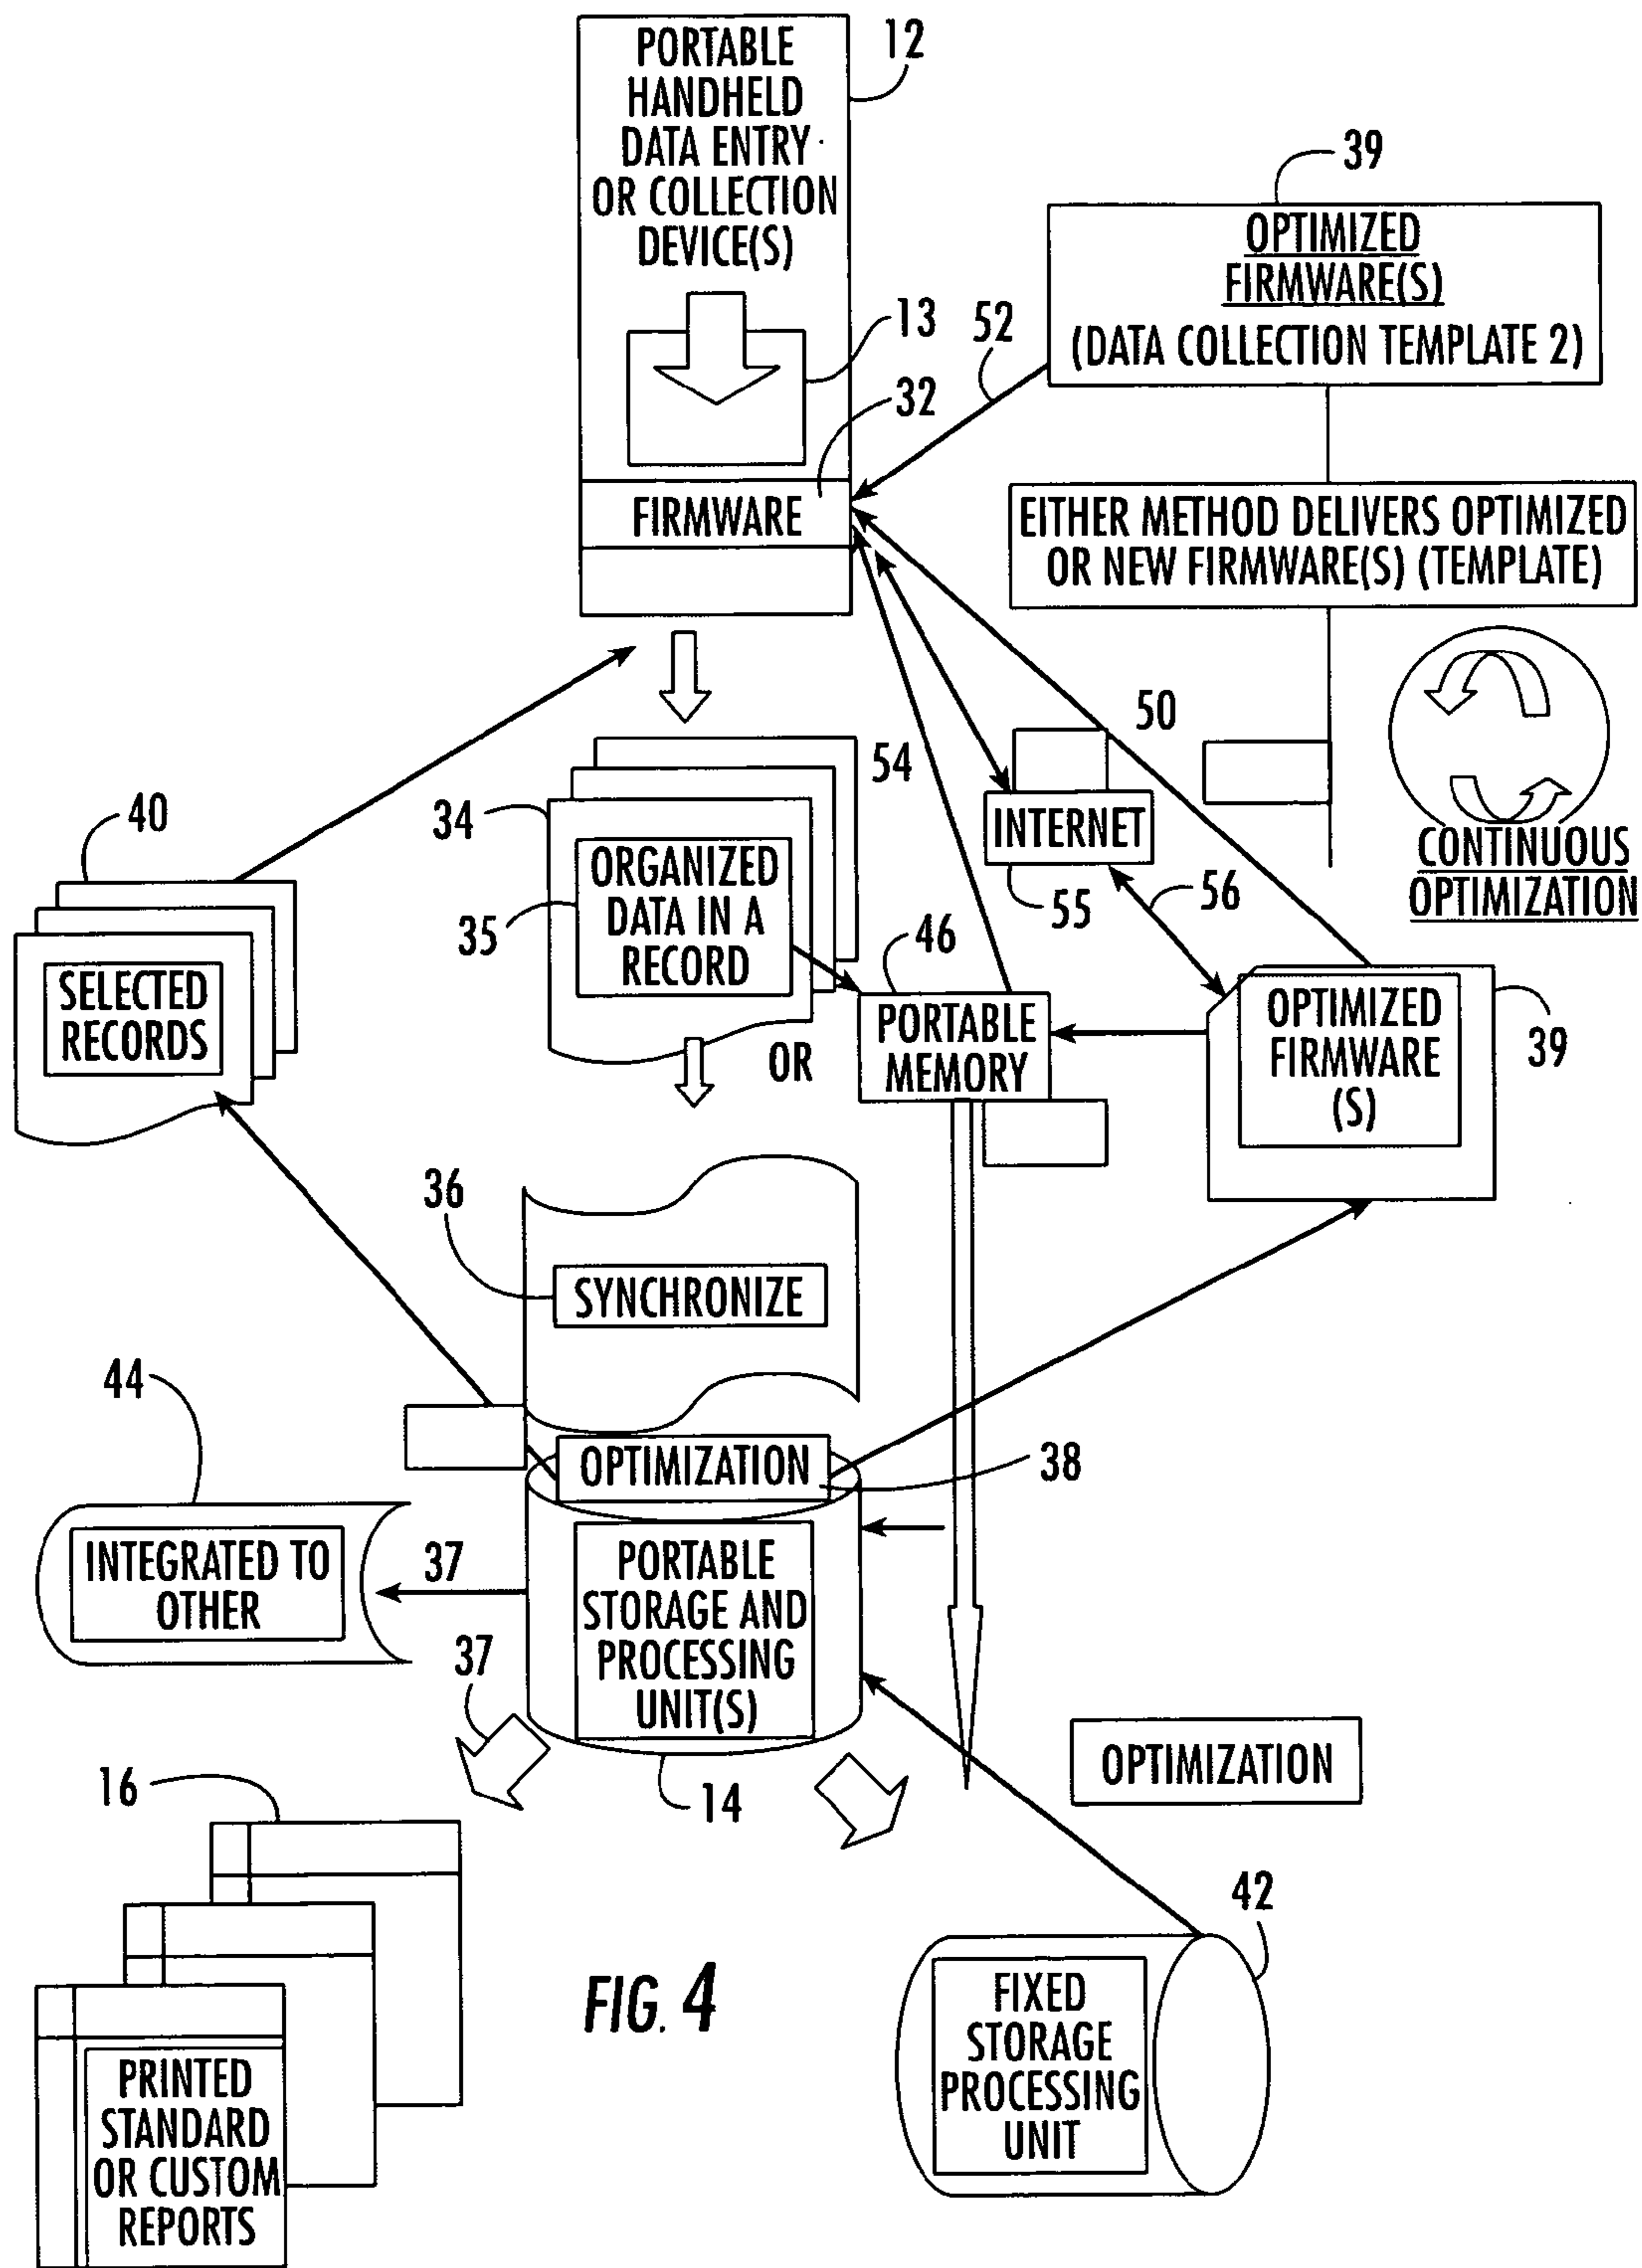 PORTABLE
HANDHELD
DATA ENTRY
OR COLLECTION
DEVICE(S)
12
13
32
FIRMWARE
39
OPTIMIZED
FIRMWARE(S)
(DATA COLLECTION TEMPLATE 2)
52
EITHER METHOD DELIVERS OPTIMIZED
OR NEW FIRMWARE(S) (TEMPLATE)
50
54
CONTINUOUS
OPTIMIZATION
INTERNET
55
56
40
SELECTED
RECORDS
34
35
ORGANIZED
DATA IN A
RECORD
OR
46
PORTABLE
MEMORY
OPTIMIZED
FIRMWARE
(S)
39
36
SYNCHRONIZE
44
INTEGRATED TO
OTHER
37
OPTIMIZATION
38
PORTABLE
STORAGE AND
PROCESSING
UNIT(S)
37
14
OPTIMIZATION
16
PRINTED
STANDARD
OR CUSTOM
REPORTS
FIG. 4
42
FIXED
STORAGE
PROCESSING
UNIT